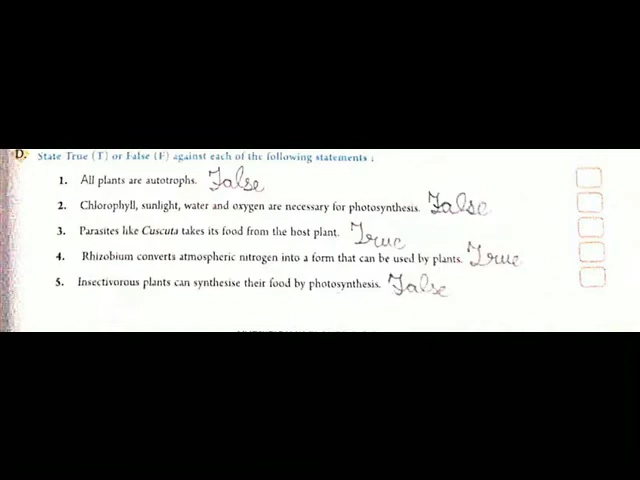 D. State True (T) or False (F) against each of the following statements :
1. All plants are autotrophs. False
2. Chlorophyll, sunlight, water and oxygen are necessary for photosynthesis. False
3. Parasites like Cuscuta takes its food from the host plant. True
4. Rhizobium converts atmospheric nitrogen into a form that can be used by plants. True
5. Insectivorous plants can synthesise their food by photosynthesis. False